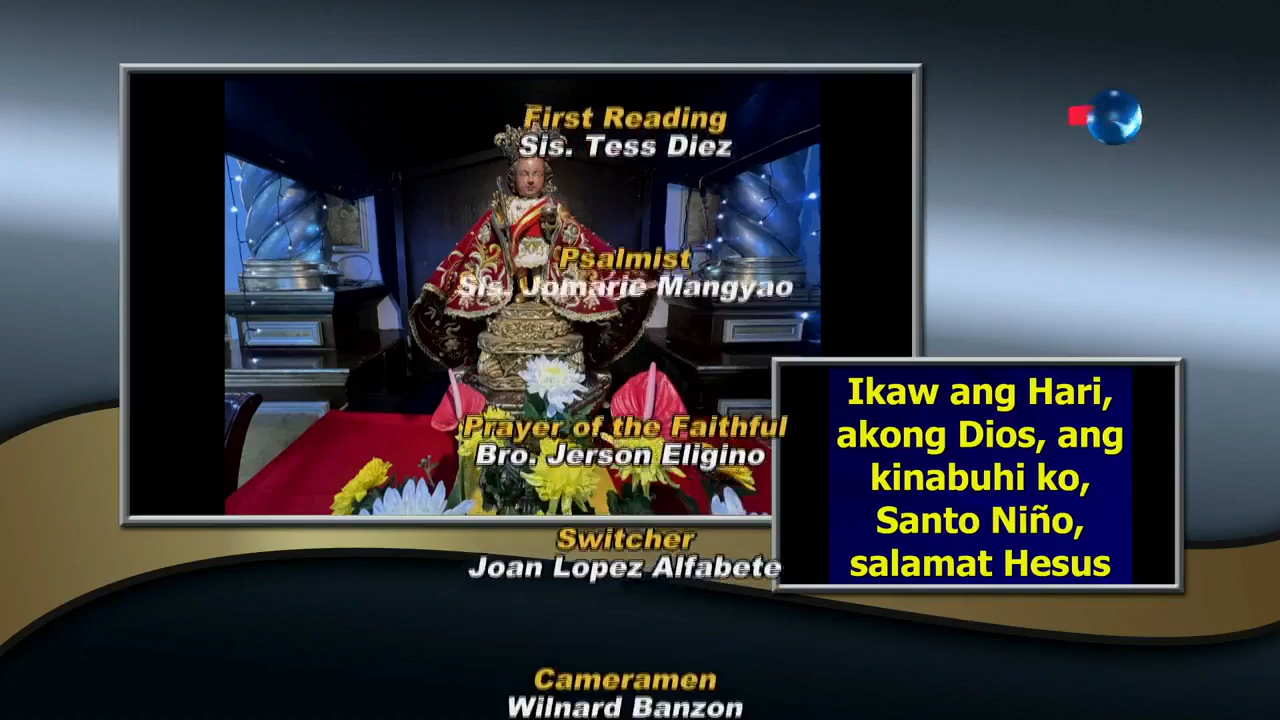 First Reading
Sis. Tess Diez
Psalmist
Sis. Jomarie Mangyao
Prayer of the Faithful
Bro. Jerson Eligino
Switcher
Joan Lopez Alfabete
Cameramen
Wilnard Banzon
Ikaw ang Hari,
akong Dios, ang
kinabuhi ko,
Santo Niño,
salamat Hesus